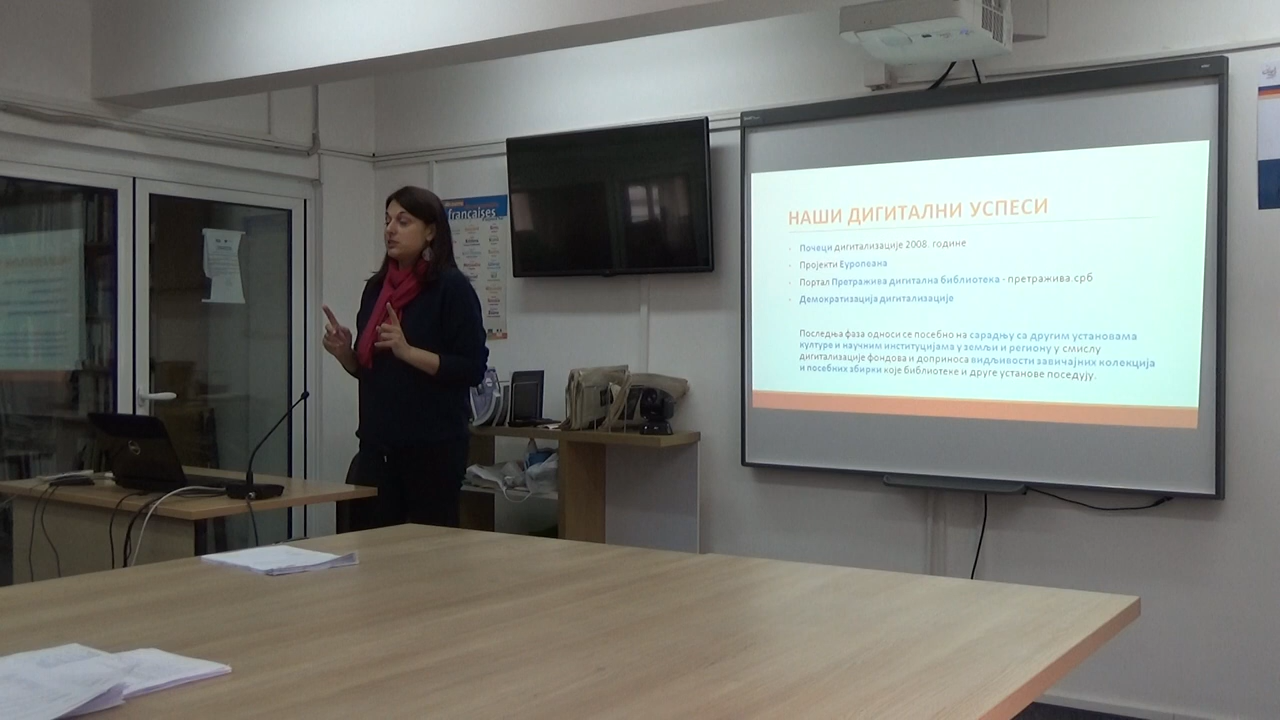 françaises
НАШИ ДИГИТАЛНИ УСПЕСИ
Почеци дигитализације 2008. године
Пројекти Еуропеана
Портал Претражива дигитална библиотека - претражива.срб
Демократизација дигитализације
Последња фаза односи се посебно на сарадњу са другим установама
културе и научним институцијама у земљи и региону у смислу
дигитализације фондова и доприноса видљивости завичајних колекција
и посебних збирки које библиотеке и друге установе поседују.